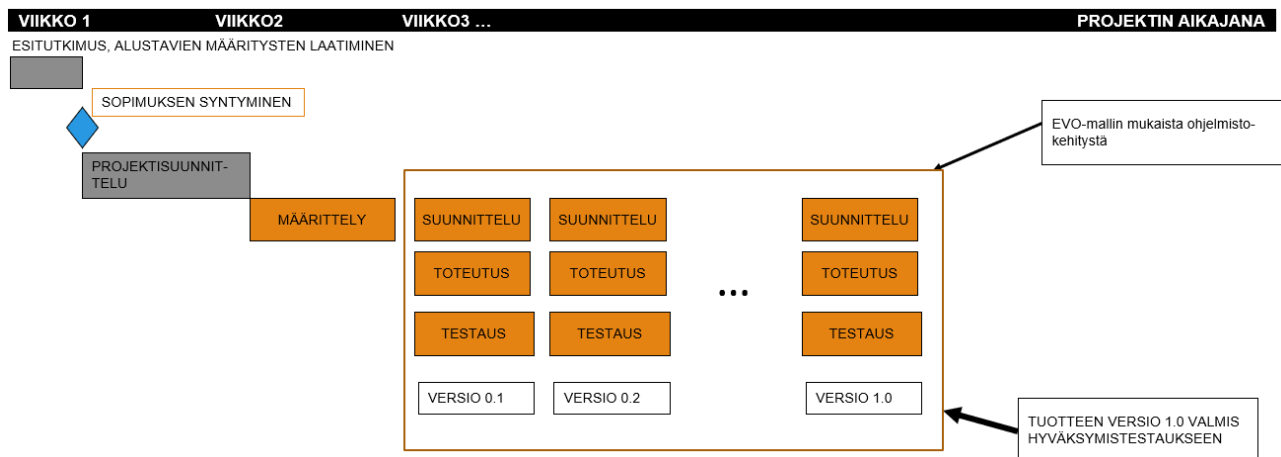 VIIKKO 1 VIIKKO2 VIIKKO3 ... PROJEKTIN AIKAJANA
ESITUTKIMUS, ALUSTAVIEN MÄÄRITYSTEN LAATIMINEN
SOPIMUKSEN SYNTYMINEN
EVO-mallin mukaista ohjelmisto-
kehitystä
PROJEKTISUUNNIT-
TELU
MÄÄRITTELY SUUNNITTELU SUUNNITTELU SUUNNITTELU
TOTEUTUS TOTEUTUS TOTEUTUS
...
TESTAUS TESTAUS TESTAUS
VERSIO 0.1 VERSIO 0.2 VERSIO 1.0
TUOTTEEN VERSIO 1.0 VALMIS
HYVÄKSYMISTESTAUKSEEN